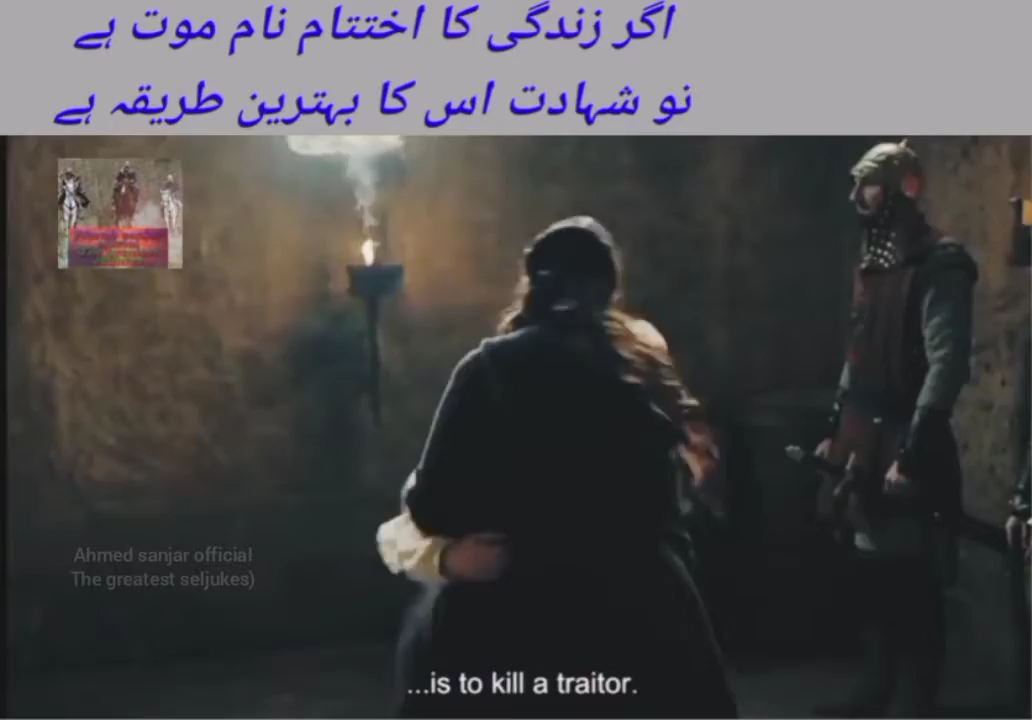 اگر زندگی کا اختتام نام موت ہے
نو شہادت اس کا بہترین طریقہ ہے
Ahmed sanjar official
The greatest seljukes)
...is to kill a traitor.